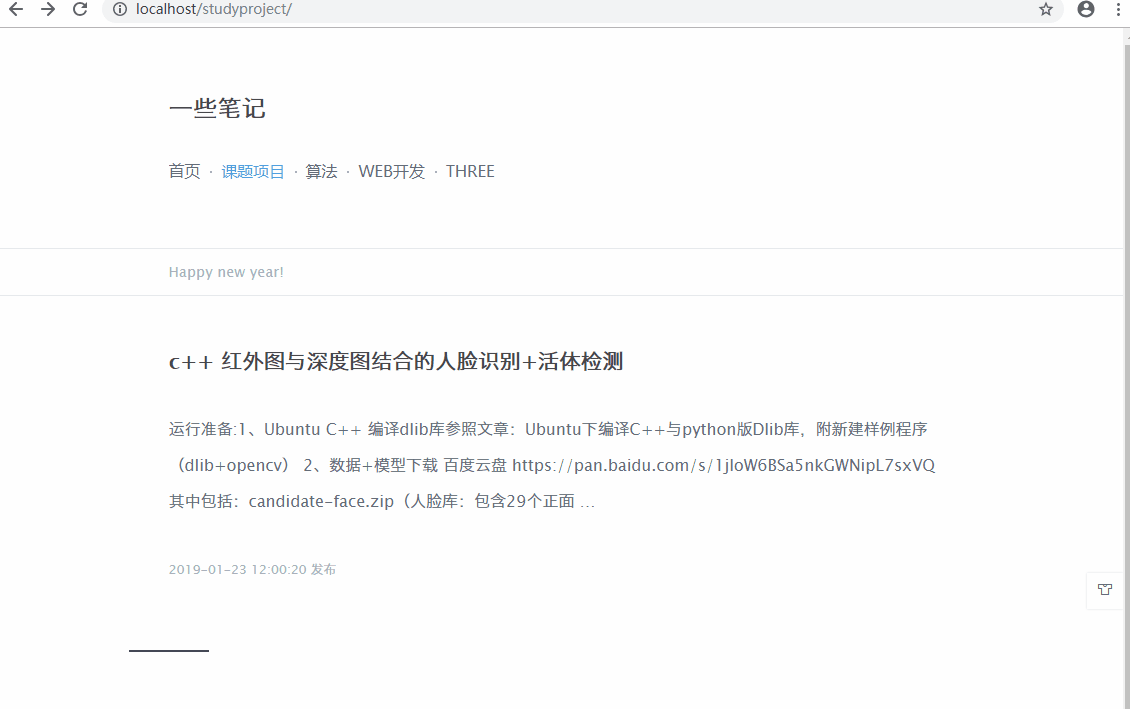 localhost/studyproject/
一些笔记
首页 · 课题项目 · 算法 · WEB开发 · THREE
Happy new year!
c++ 红外图与深度图结合的人脸识别+活体检测
运行准备:1、Ubuntu C++ 编译dlib库参照文章：Ubuntu下编译C++与python版Dlib库，附新建样例程序
（dlib+opencv） 2、数据+模型下载 百度云盘 https://pan.baidu.com/s/1jIoW6BSa5nkGWNipL7sxVQ
其中包括：candidate-face.zip（人脸库：包含29个正面 ...
2019-01-23 12:00:20 发布